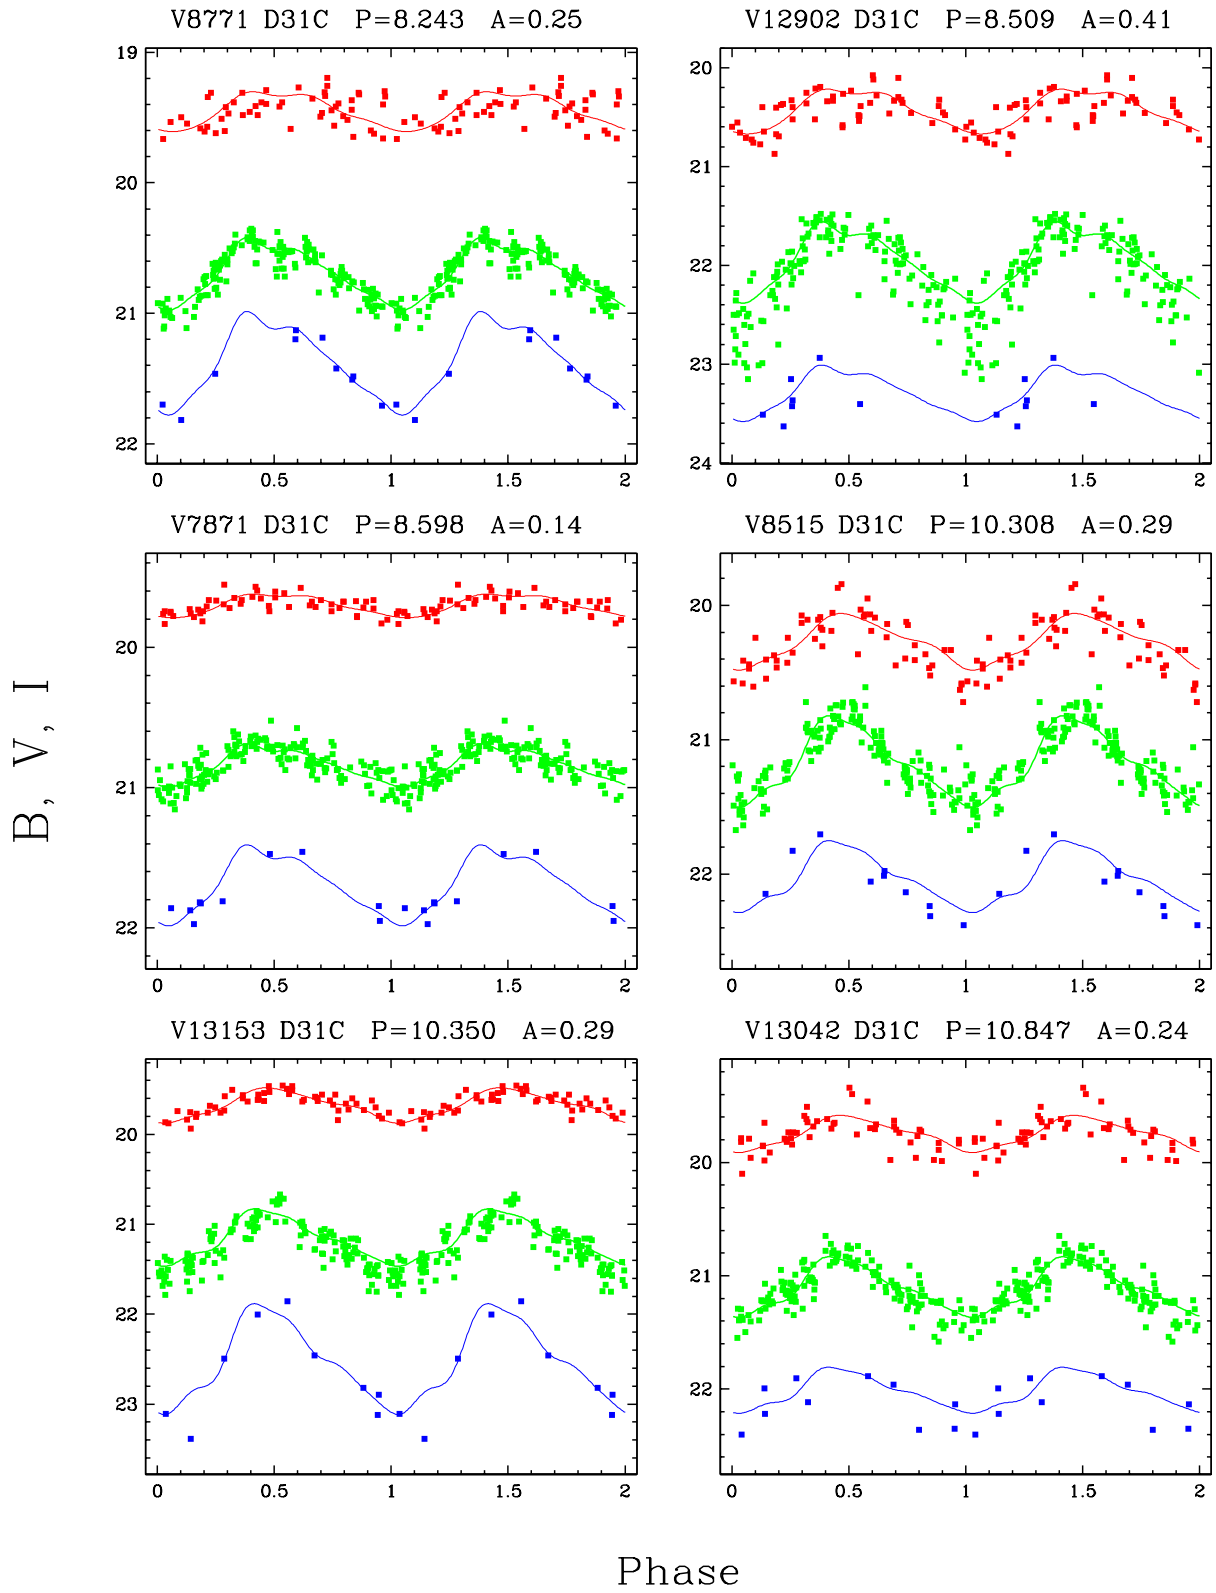 V8771 D31C P=8.243 A=0.25
V12902 D31C P=8.509 A=0.41
19
20
21
22
0 0.5 1 1.5 2
20
21
22
23
24
0 0.5 1 1.5 2
V7871 D31C P=8.598 A=0.14
V8515 D31C P=10.308 A=0.29
20
21
22
0 0.5 1 1.5 2
20
21
22
0 0.5 1 1.5 2
B, V, I
V13153 D31C P=10.350 A=0.29
V13042 D31C P=10.847 A=0.24
20
21
22
23
0 0.5 1 1.5 2
20
21
22
0 0.5 1 1.5 2
Phase